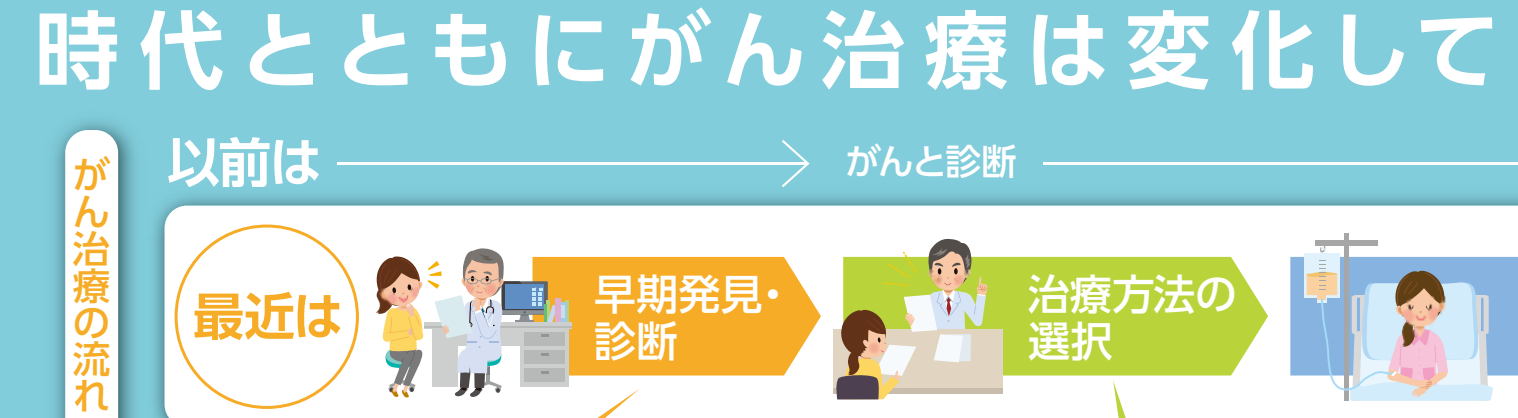 時代とともにがん治療は変化して
がん治療の流れ
以前は
がんと診断
最近は
早期発見・
診断
治療方法の
選択